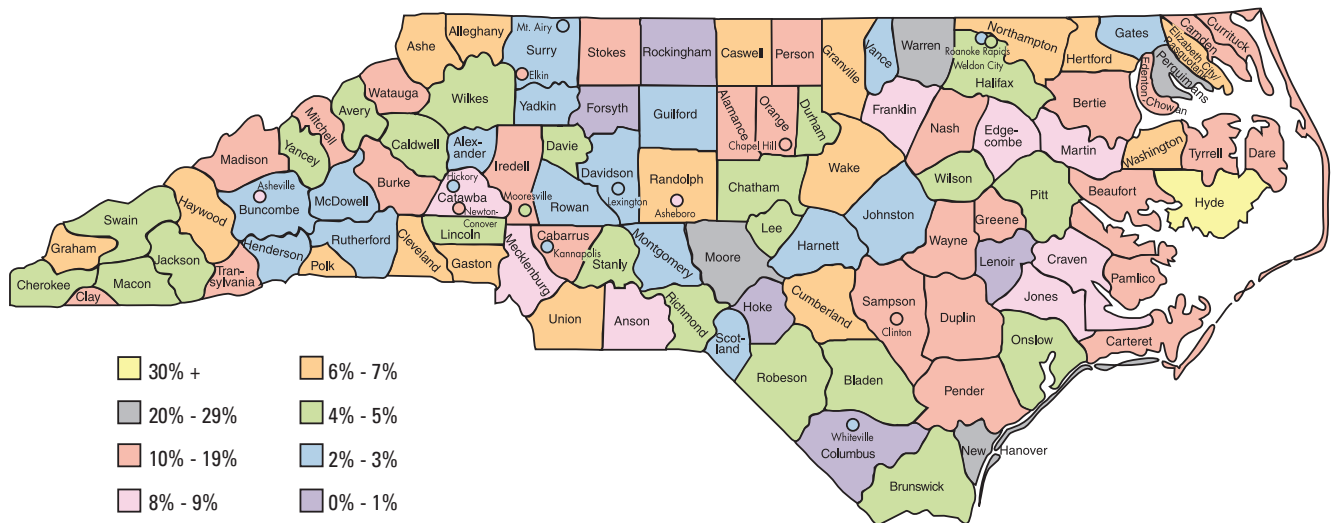 Ashe
Alleghany
Mt. Airy
Surry
Elkin
Stokes
Rockingham
Caswell
Person
Granville
Vance
Warren
Northampton
Roanoke Rapids
Weldon City
Halifax
Hertford
Gates
Camden
Currituck
Elizabeth City/
Pasquotank
Perquimans
Edenton-Chowan
Watauga
Wilkes
Yadkin
Forsyth
Guilford
Alamance
Orange
Chapel Hill
Durham
Franklin
Nash
Edge-
combe
Bertie
Martin
Washington
Tyrrell
Dare
Mitchell
Avery
Yancey
Caldwell
Alex-
ander
Iredell
Mooresville
Davie
Davidson
Lexington
Randolph
Asheboro
Chatham
Wake
Wilson
Pitt
Beaufort
Hyde
Madison
Burke
Hickory
Catawba
Newton-
Conover
Lincoln
Rowan
Johnston
Greene
Wayne
Lee
Harnett
Swain
Haywood
Asheville
Buncombe
McDowell
Rutherford
Henderson
Polk
Cleveland
Gaston
Mecklenburg
Cabarrus
Kannapolis
Stanly
Montgomery
Moore
Lenoir
Craven
Jones
Pamlico
Graham
Cherokee
Clay
Macon
Jackson
Tran-
sylvania
Union
Anson
Richmond
Scot-
land
Hoke
Cumberland
Sampson
Clinton
Duplin
Onslow
Carteret
Robeson
Bladen
Pender
Whiteville
Columbus
New Hanover
Brunswick
30% +
20% - 29%
10% - 19%
8% - 9%
6% - 7%
4% - 5%
2% - 3%
0% - 1%